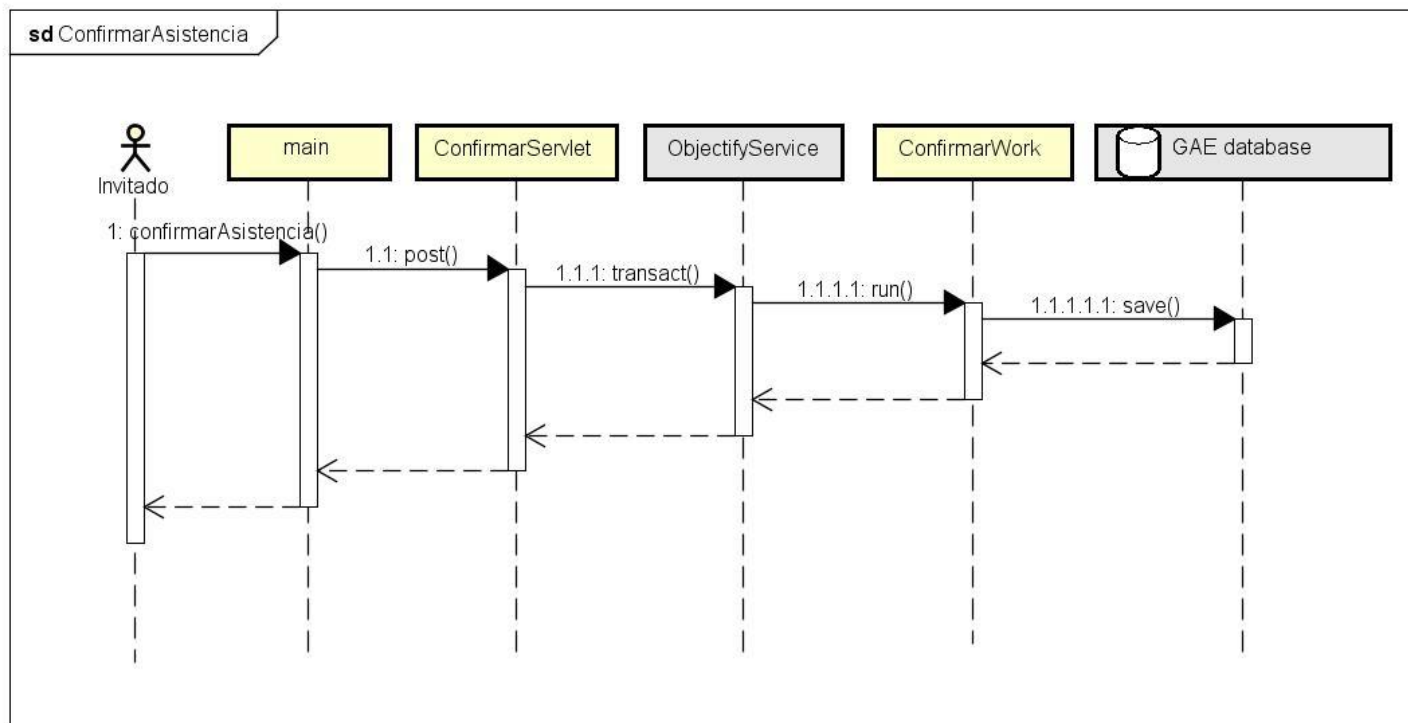 sd ConfirmarAsistencia
Invitado
main
ConfirmarServlet
ObjectifyService
ConfirmarWork
GAE database
1: confirmarAsistencia()
1.1: post()
1.1.1: transact()
1.1.1.1: run()
1.1.1.1.1: save()